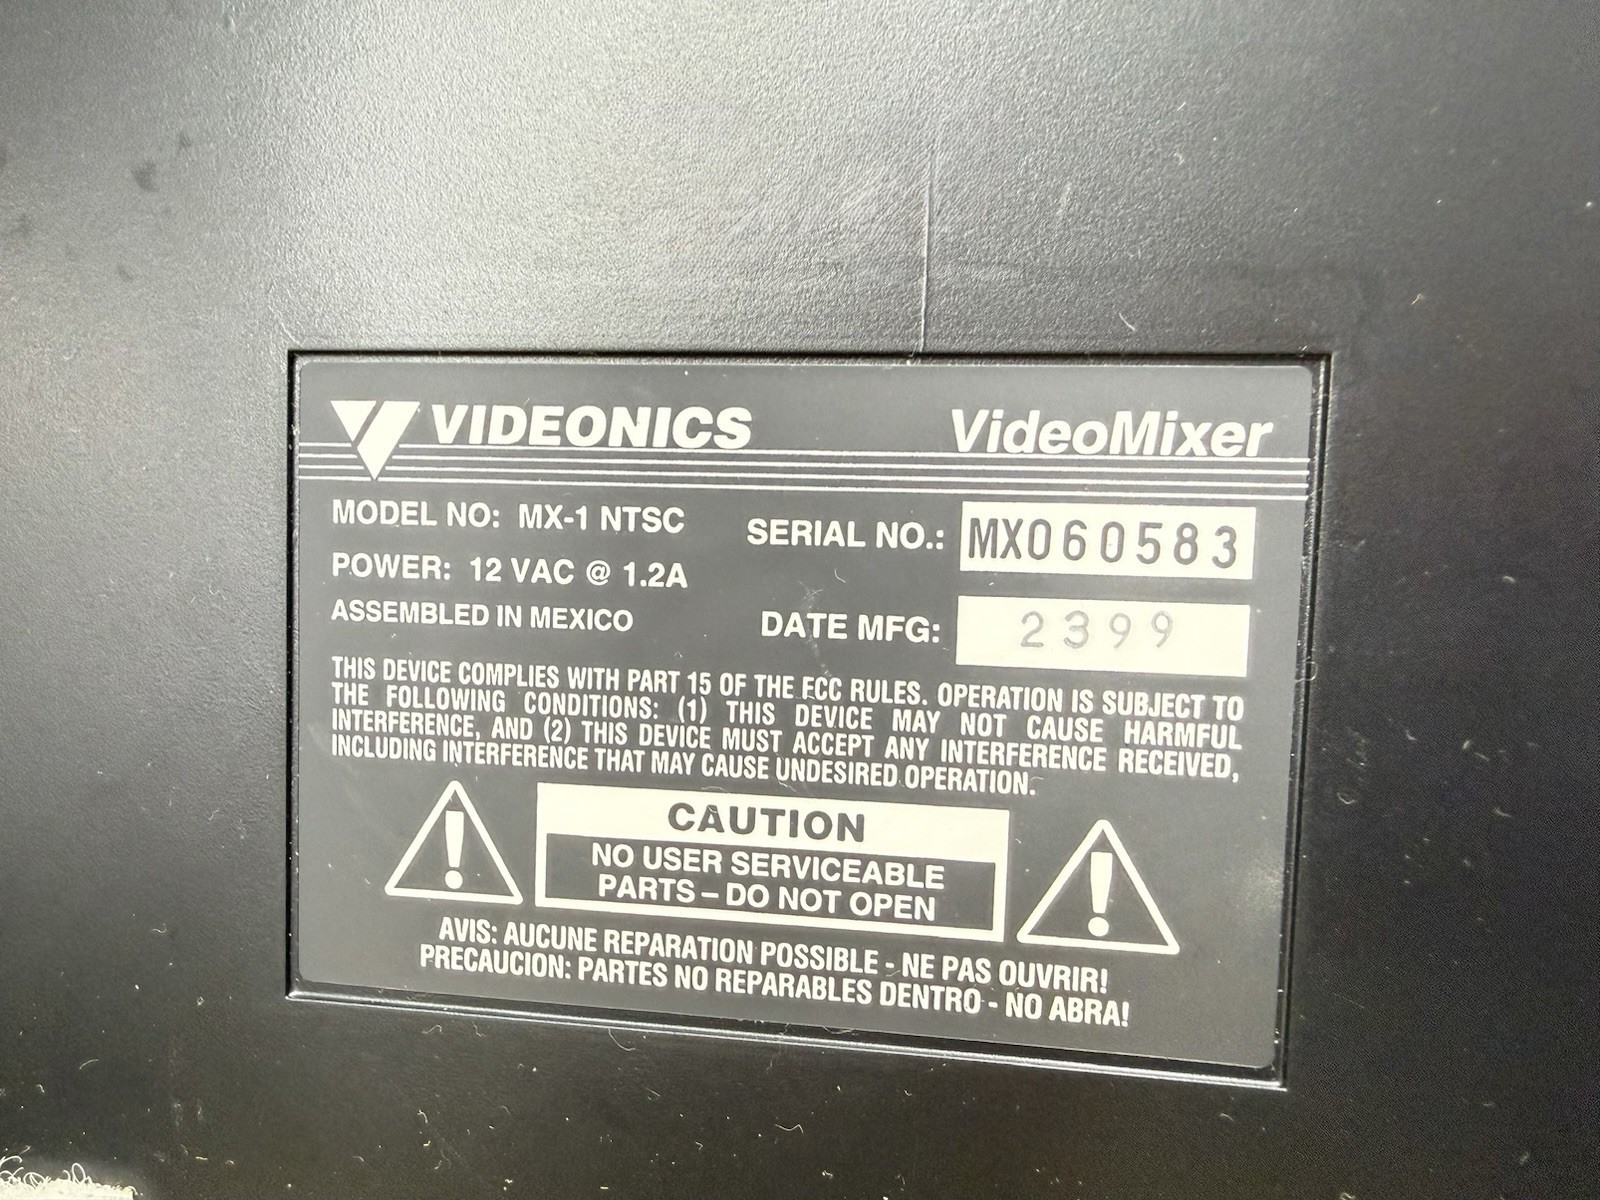 VIDEONICS VideoMixer
MODEL NO: MX-1 NTSC
SERIAL NO.: MX060583
POWER: 12 VAC @ 1.2A
ASSEMBLED IN MEXICO
DATE MFG: 2399
THIS DEVICE COMPLIES WITH PART 15 OF THE FCC RULES. OPERATION IS SUBJECT TO
THE FOLLOWING CONDITIONS: (1) THIS DEVICE MAY NOT CAUSE HARMFUL
INTERFERENCE, AND (2) THIS DEVICE MUST ACCEPT ANY INTERFERENCE RECEIVED,
INCLUDING INTERFERENCE THAT MAY CAUSE UNDESIRED OPERATION.
CAUTION
NO USER SERVICEABLE
PARTS – DO NOT OPEN
AVIS: AUCUNE REPARATION POSSIBLE - NE PAS OUVRIR!
PRECAUCION: PARTES NO REPARABLES DENTRO - NO ABRA!